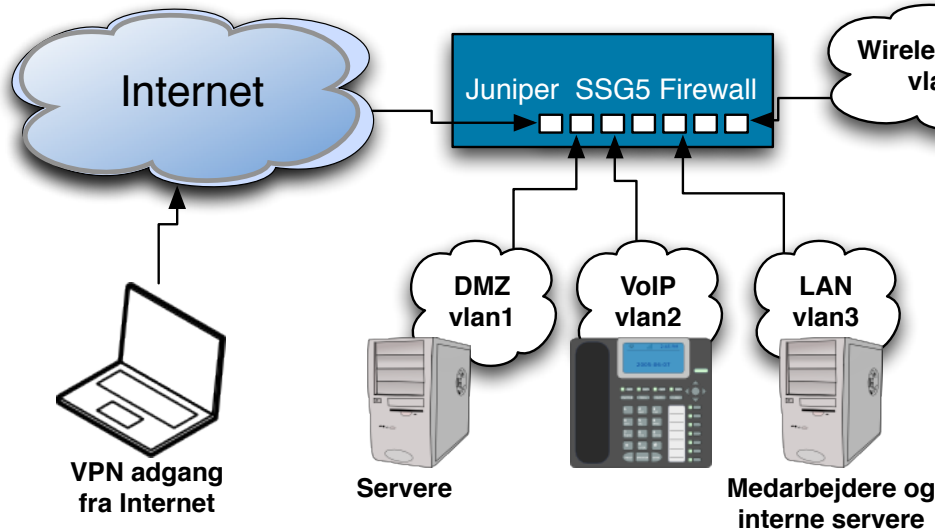 Internet
Juniper SSG5 Firewall
DMZ
vlan1
VoIP
vlan2
LAN
vlan3
VPN adgang
fra Internet
Servere
Medarbejdere og
interne servere